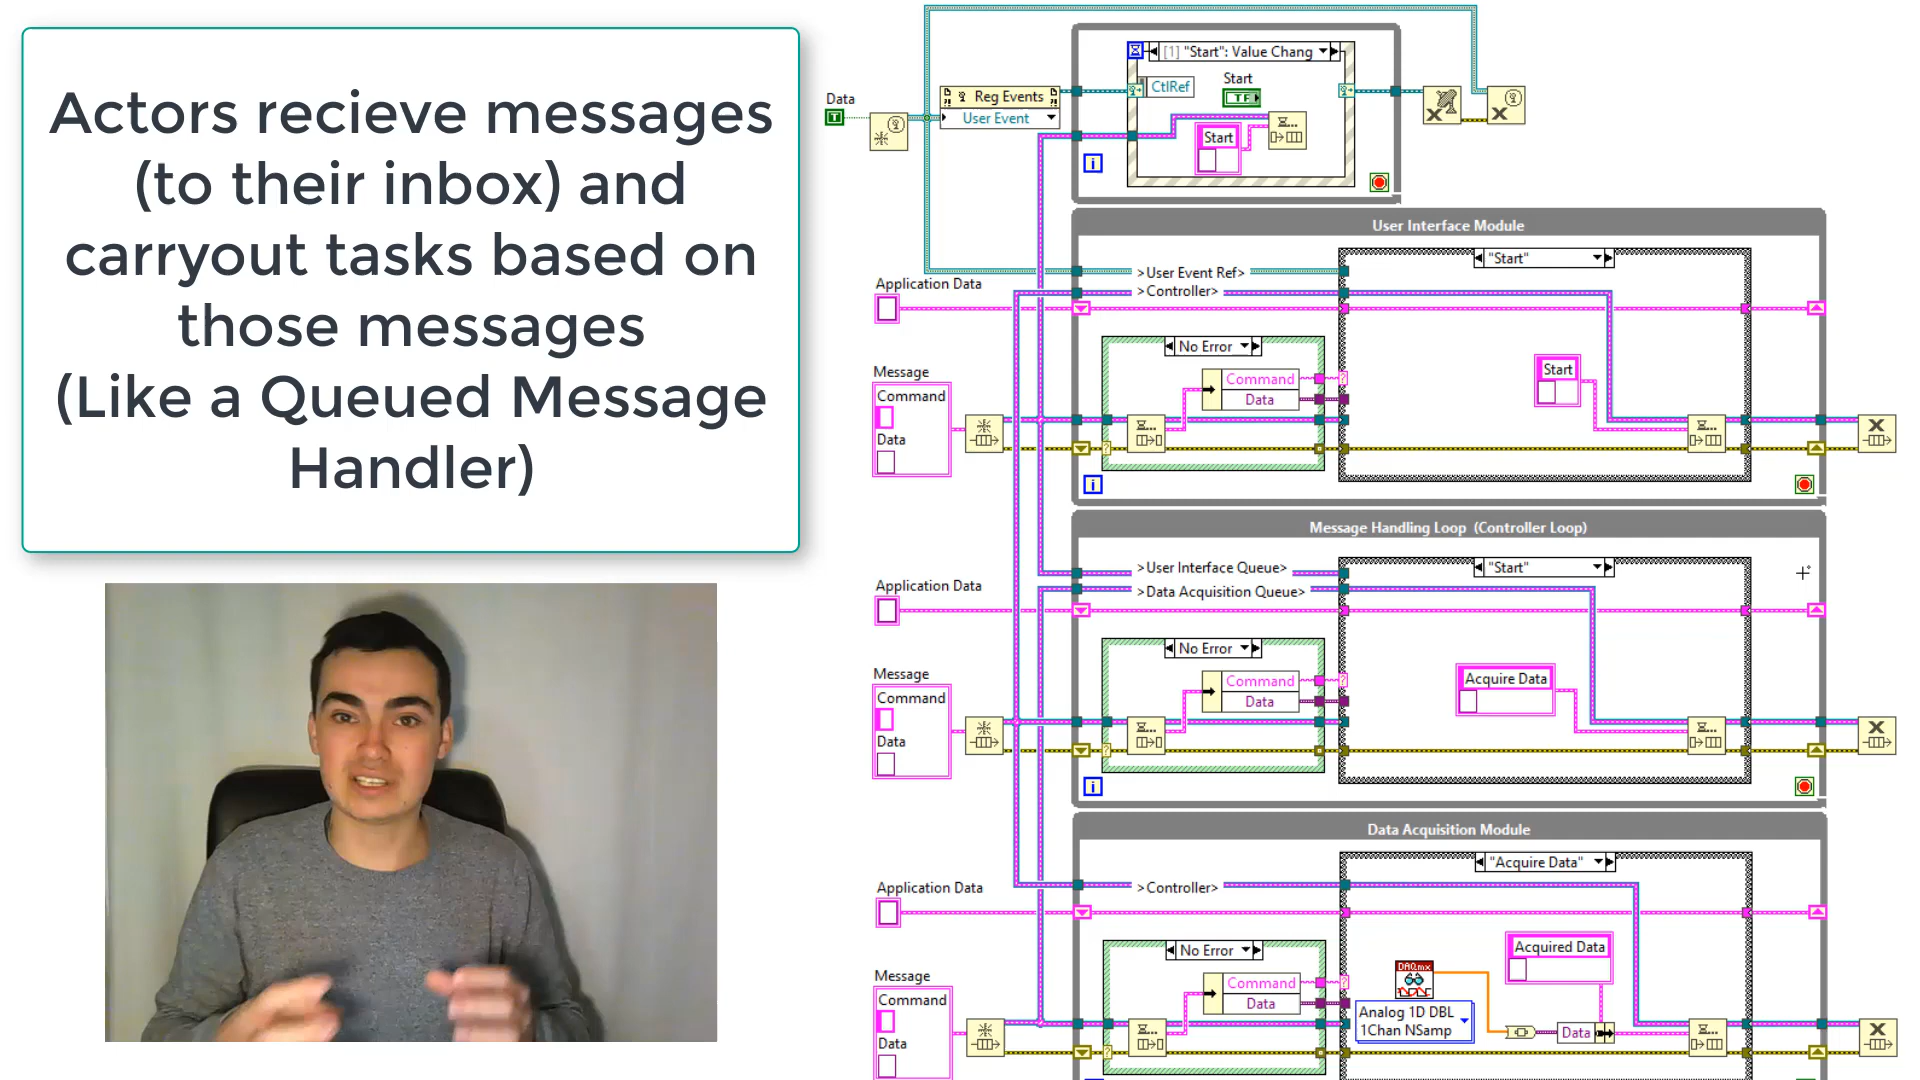 Actors recieve messages
(to their inbox) and
carryout tasks based on
those messages
(Like a Queued Message
Handler)
Data
T
Reg Events
User Event
[1] "Start": Value Chang
CtlRef
Start
TF
Start
i
User Interface Module
"Start"
>User Event Ref>
>Controller>
Application Data
No Error
Message
Command
Data
Command
Data
Start
i
Message Handling Loop (Controller Loop)
"Start"
>User Interface Queue>
>Data Acquisition Queue>
Application Data
No Error
Message
Command
Data
Command
Data
Acquire Data
i
Data Acquisition Module
"Acquire Data"
>Controller>
Application Data
No Error
Message
Command
Data
Command
Data
Acquired Data
DAQmx
Analog 1D DBL
1Chan NSamp
Data